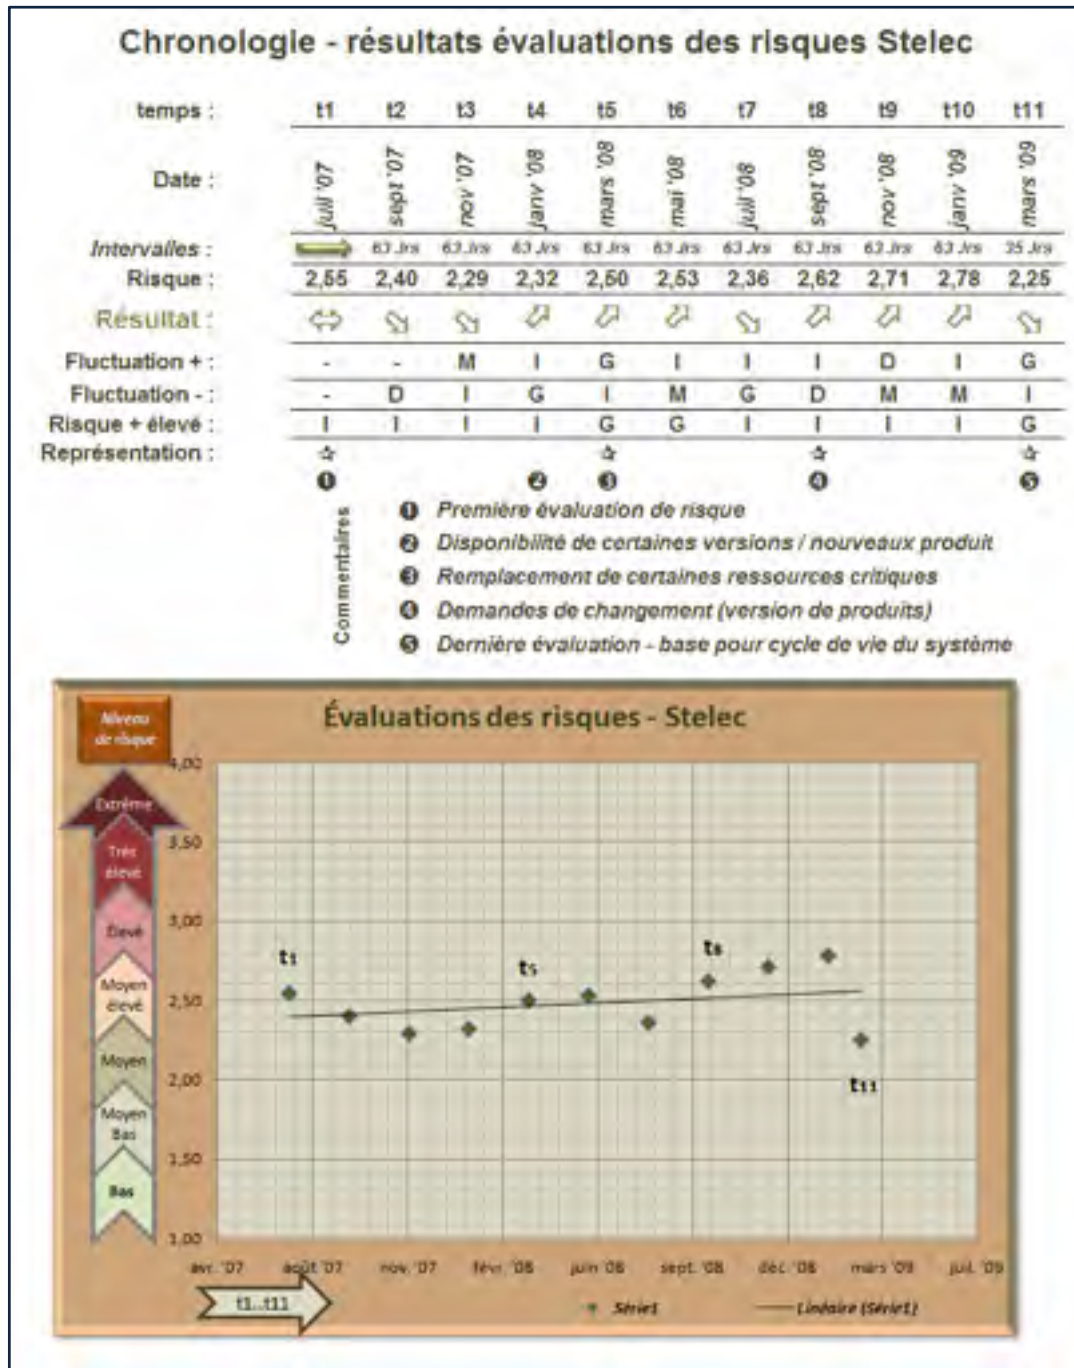 Chronologie - résultats évaluations des risques Stelec
temps : t1 t2 t3 t4 t5 t6 t7 t8 t9 t10 t11
Date : juil '07 sept '07 nov '07 janv '08 mars '08 mai '08 juil '08 sept '08 nov '08 janv '09 mars '09
Intervalles : 63 Jrs 63 Jrs 63 Jrs 63 Jrs 63 Jrs 63 Jrs 63 Jrs 63 Jrs 63 Jrs 35 Jrs
Risque : 2,55 2,40 2,29 2,32 2,50 2,53 2,36 2,62 2,71 2,78 2,25
Résultat :
Fluctuation + : - - M I G I I I D I G
Fluctuation - : - D I G I M G D M M I
Risque + élevé : I I I I G G I I I I G
Représentation :
❶ ❷ ❸ ❹ ❺
Commentaires
❶ Première évaluation de risque
❷ Disponibilité de certaines versions / nouveaux produit
❸ Remplacement de certaines ressources critiques
❹ Demandes de changement (version de produits)
❺ Dernière évaluation - base pour cycle de vie du système
Niveau
de risque
Évaluations des risques - Stelec
4,00
Extrême
3,50
Très
élevé
3,00
Élevé
t1
t5
t8
Moyen
élevé
2,50
Moyen
2,00
t11
Moyen
Bas
1,50
Bas
1,00
avr. '07 août '07 nov. '07 févr. '08 juin '08 sept. '08 déc. '08 mars '09 juil. '09
t1..t11
Série1
Linéaire (Série1)